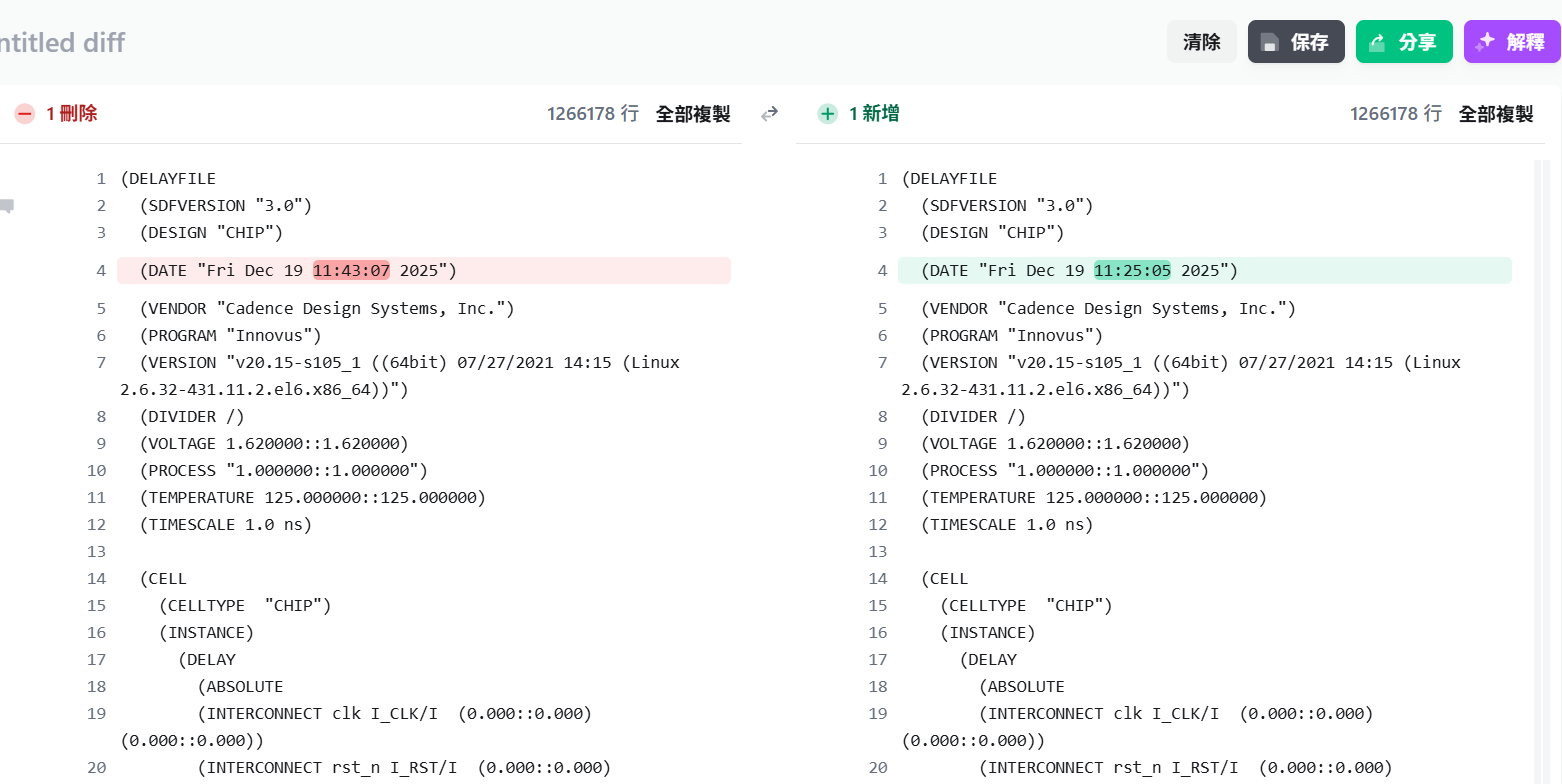 ntitled diff
清除
保存
分享
解釋
1 刪除
1266178 行
全部複製
1 新增
1266178 行
全部複製
1 (DELAYFILE
2 (SDFVERSION "3.0")
3 (DESIGN "CHIP")
4 (DATE "Fri Dec 19 11:43:07 2025")
5 (VENDOR "Cadence Design Systems, Inc.")
6 (PROGRAM "Innovus")
7 (VERSION "v20.15-s105_1 ((64bit) 07/27/2021 14:15 (Linux
2.6.32-431.11.2.el6.x86_64))")
8 (DIVIDER /)
9 (VOLTAGE 1.620000::1.620000)
10 (PROCESS "1.000000::1.000000")
11 (TEMPERATURE 125.000000::125.000000)
12 (TIMESCALE 1.0 ns)
13
14 (CELL
15 (CELLTYPE  "CHIP")
16 (INSTANCE)
17 (DELAY
18 (ABSOLUTE
19 (INTERCONNECT clk I_CLK/I  (0.000::0.000)
(0.000::0.000))
20 (INTERCONNECT rst_n I_RST/I  (0.000::0.000)
1 (DELAYFILE
2 (SDFVERSION "3.0")
3 (DESIGN "CHIP")
4 (DATE "Fri Dec 19 11:25:05 2025")
5 (VENDOR "Cadence Design Systems, Inc.")
6 (PROGRAM "Innovus")
7 (VERSION "v20.15-s105_1 ((64bit) 07/27/2021 14:15 (Linux
2.6.32-431.11.2.el6.x86_64))")
8 (DIVIDER /)
9 (VOLTAGE 1.620000::1.620000)
10 (PROCESS "1.000000::1.000000")
11 (TEMPERATURE 125.000000::125.000000)
12 (TIMESCALE 1.0 ns)
13
14 (CELL
15 (CELLTYPE  "CHIP")
16 (INSTANCE)
17 (DELAY
18 (ABSOLUTE
19 (INTERCONNECT clk I_CLK/I  (0.000::0.000)
(0.000::0.000))
20 (INTERCONNECT rst_n I_RST/I  (0.000::0.000)